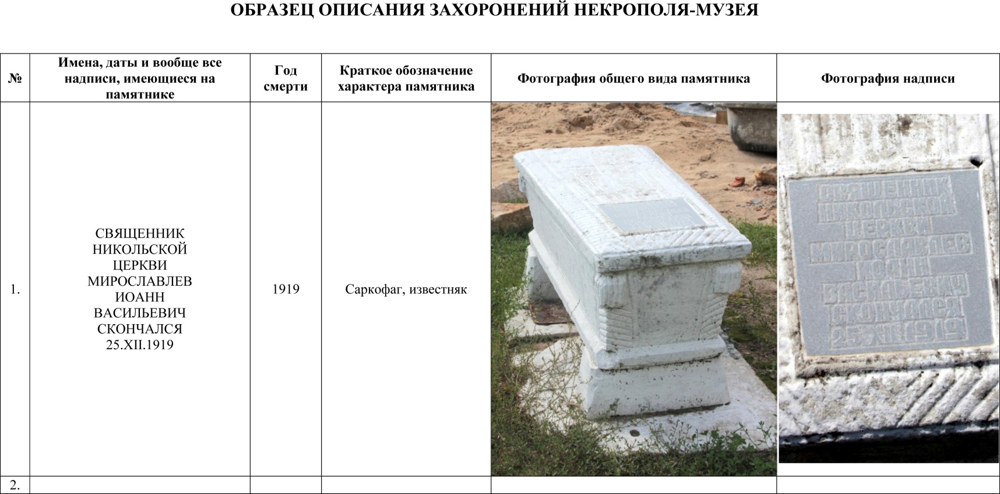 ОБРАЗЕЦ ОПИСАНИЯ ЗАХОРОНЕНИЙ НЕКРОПОЛЯ-МУЗЕЯ
№
Имена, даты и вообще все
надписи, имеющиеся на
памятнике
Год
смерти
Краткое обозначение
характера памятника
Фотография общего вида памятника
Фотография надписи
1.
СВЯЩЕННИК
НИКОЛЬСКОЙ
ЦЕРКВИ
МИРОСЛАВЛЕВ
ИОАНН
ВАСИЛЬЕВИЧ
СКОНЧАЛСЯ
25.XII.1919
1919
Саркофаг, известняк
СВЯЩЕННИК
НИКОЛЬСКОЙ
ЦЕРКВИ
МИРОСЛАВЛЕВ
ИОАНН
ВАСИЛЬЕВИЧ
СКОНЧАЛСЯ
25.XII.1919
2.